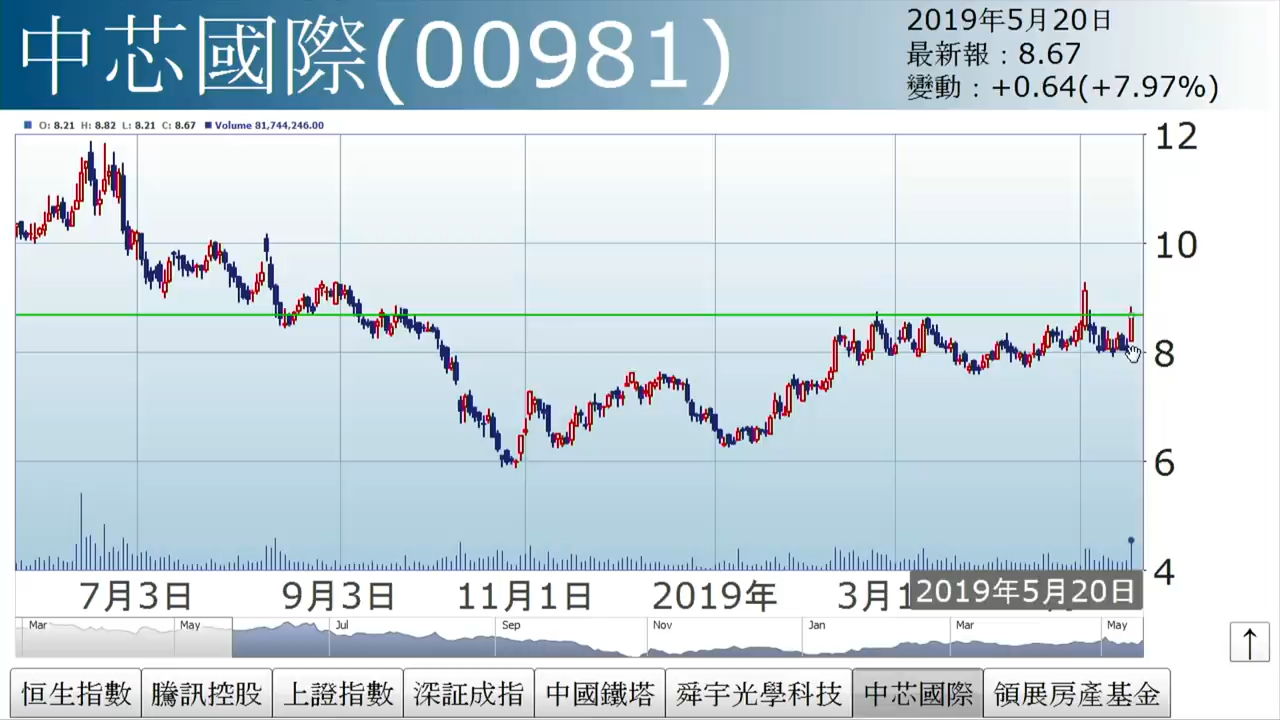 中芯國際(00981)
2019年5月20日
最新報：8.67
變動：+0.64(+7.97%)
O: 8.21 H: 8.82 L: 8.21 C: 8.67 Volume 81,744,246.00
12
10
8
6
4
7月3日 9月3日 11月1日 2019年 3月1 2019年5月20日
Mar May Jul Sep Nov Jan Mar May
↑
恒生指數 騰訊控股 上證指數 深証成指 中國鐵塔 舜宇光學科技 中芯國際 領展房產基金